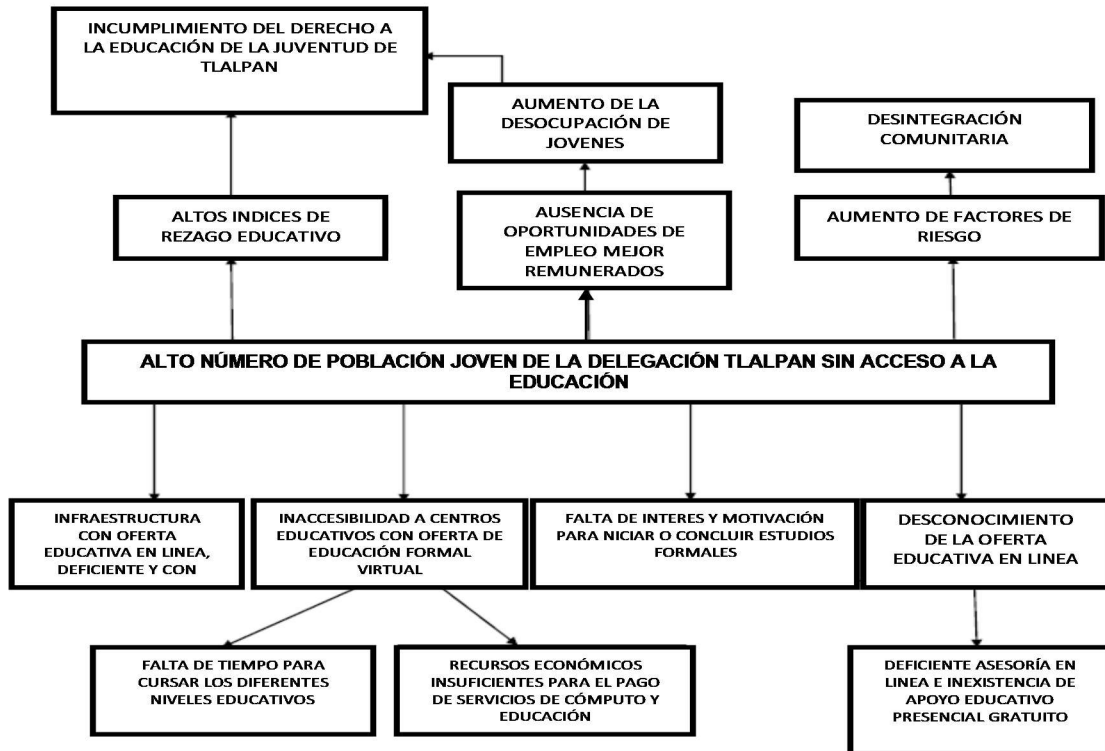 INCUMPLIMIENTO DEL DERECHO A
LA EDUCACIÓN DE LA JUVENTUD DE
TLALPAN
AUMENTO DE LA
DESOCUPACIÓN DE
JOVENES
DESINTEGRACIÓN
COMUNITARIA
ALTOS INDICES DE
REZAGO EDUCATIVO
AUSENCIA DE
OPORTUNIDADES DE
EMPLEO MEJOR
REMUNERADOS
AUMENTO DE FACTORES DE
RIESGO
ALTO NÚMERO DE POBLACIÓN JOVEN DE LA DELEGACIÓN TLALPAN SIN ACCESO A LA
EDUCACIÓN
INFRAESTRUCTURA
CON OFERTA
EDUCATIVA EN LINEA,
DEFICIENTE Y CON
INACCESIBILIDAD A CENTROS
EDUCATIVOS CON OFERTA DE
EDUCACIÓN FORMAL
VIRTUAL
FALTA DE INTERES Y MOTIVACIÓN
PARA NICIAR O CONCLUIR ESTUDIOS
FORMALES
DESCONOCIMIENTO
DE LA OFERTA
EDUCATIVA EN LINEA
FALTA DE TIEMPO PARA
CURSAR LOS DIFERENTES
NIVELES EDUCATIVOS
RECURSOS ECONÓMICOS
INSUFICIENTES PARA EL PAGO
DE SERVICIOS DE CÓMPUTO Y
EDUCACIÓN
DEFICIENTE ASESORÍA EN
LINEA E INEXISTENCIA DE
APOYO EDUCATIVO
PRESENCIAL GRATUITO